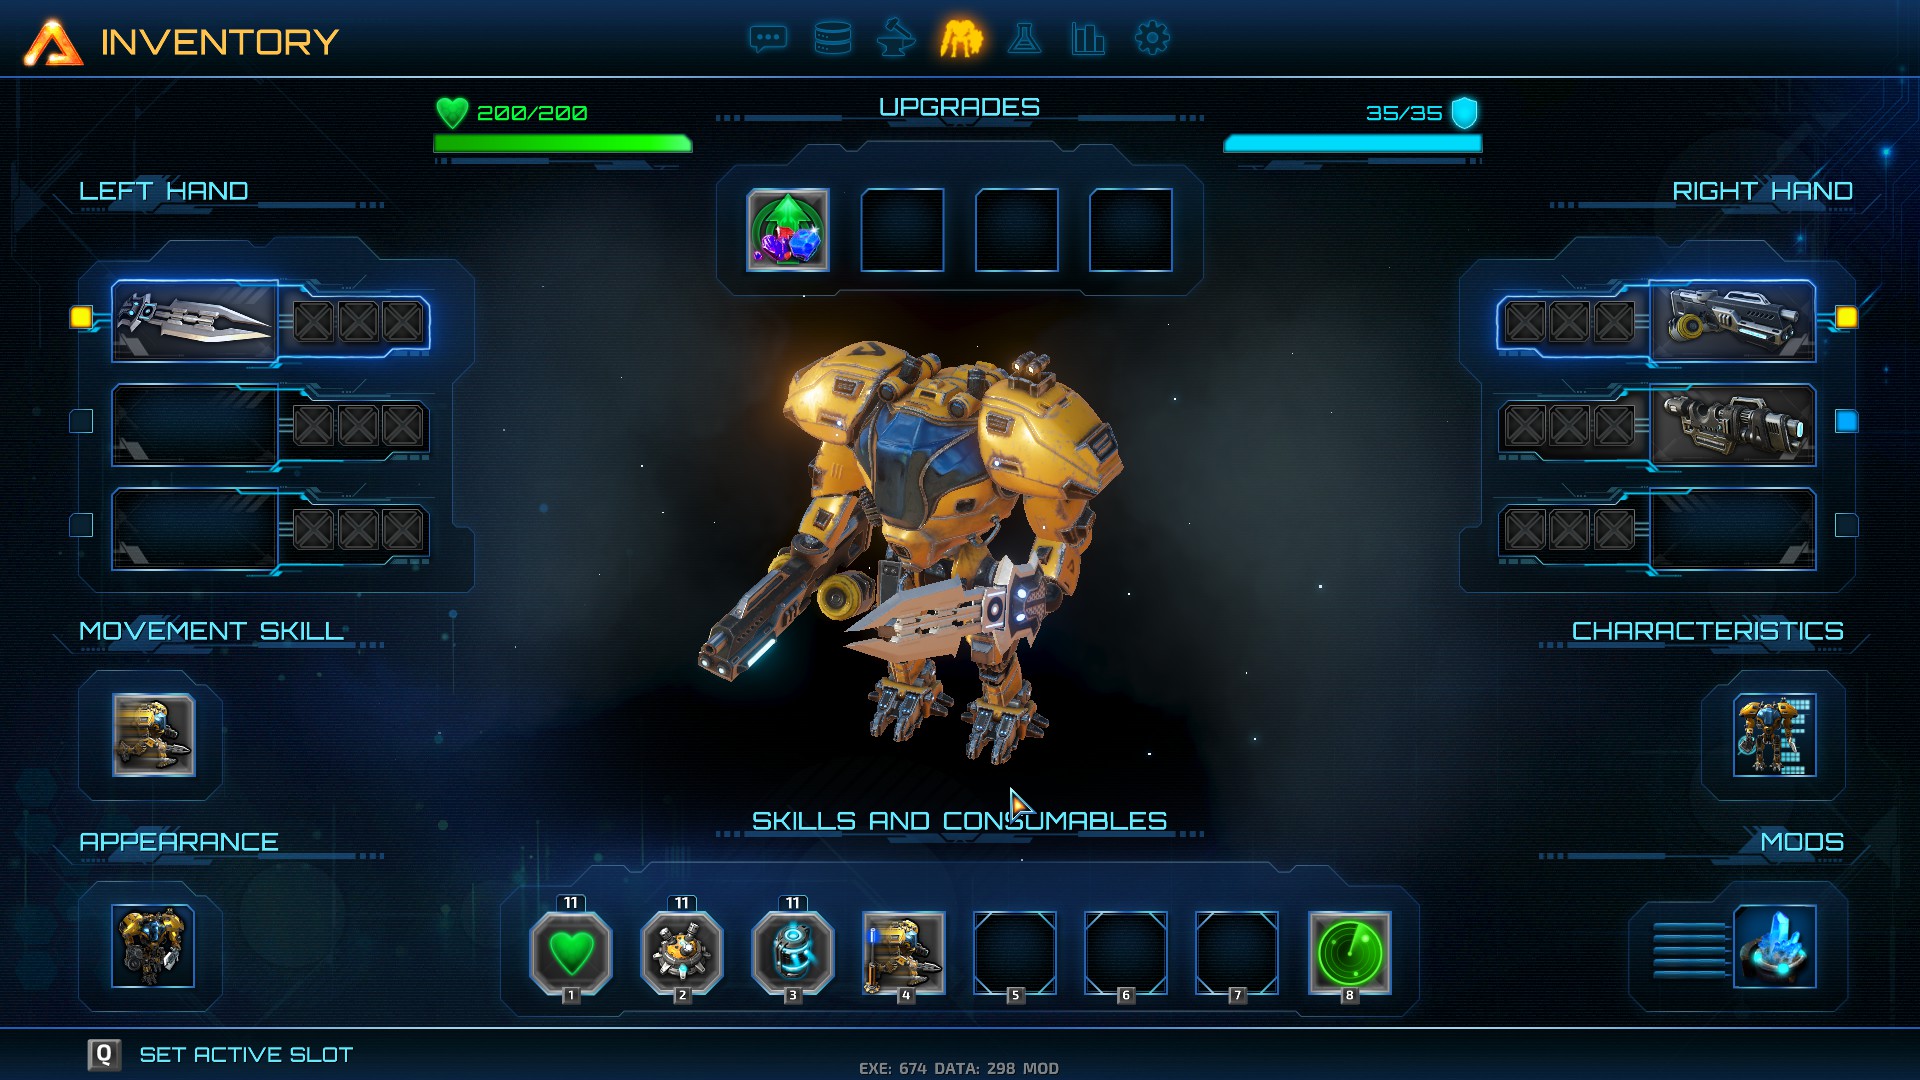 INVENTORY
200/200
UPGRADES
35/35
LEFT HAND
RIGHT HAND
MOVEMENT SKILL
CHARACTERISTICS
SKILLS AND CONSUMABLES
APPEARANCE
MODS
11
11
11
1
2
3
4
5
6
7
8
Q SET ACTIVE SLOT
EXE: 674 DATA: 298 MOD